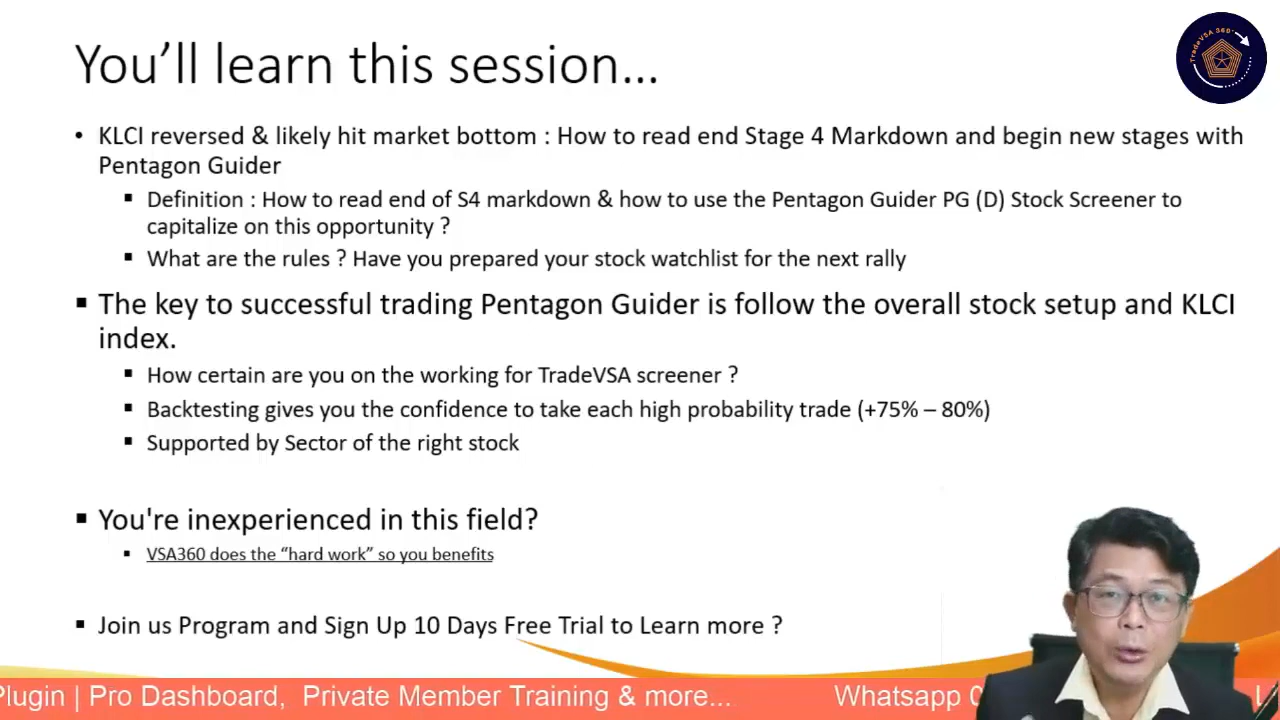 You'll learn this session...
TradeVSA 360°
• KLCI reversed & likely hit market bottom : How to read end Stage 4 Markdown and begin new stages with
Pentagon Guider
▪ Definition : How to read end of S4 markdown & how to use the Pentagon Guider PG (D) Stock Screener to
capitalize on this opportunity ?
▪ What are the rules ? Have you prepared your stock watchlist for the next rally
▪ The key to successful trading Pentagon Guider is follow the overall stock setup and KLCI
index.
▪ How certain are you on the working for TradeVSA screener ?
▪ Backtesting gives you the confidence to take each high probability trade (+75% – 80%)
▪ Supported by Sector of the right stock
▪ You're inexperienced in this field?
▪ VSA360 does the “hard work” so you benefits
▪ Join us Program and Sign Up 10 Days Free Trial to Learn more ?
Plugin | Pro Dashboard, Private Member Training & more... Whatsapp